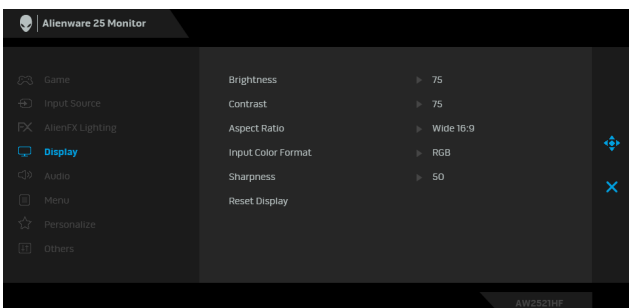 Alienware 25 Monitor
Game
Input Source
AlienFX Lighting
Display
Audio
Menu
Personalize
Others
Brightness 75
Contrast 75
Aspect Ratio Wide 16:9
Input Color Format RGB
Sharpness 50
Reset Display
AW2521HF